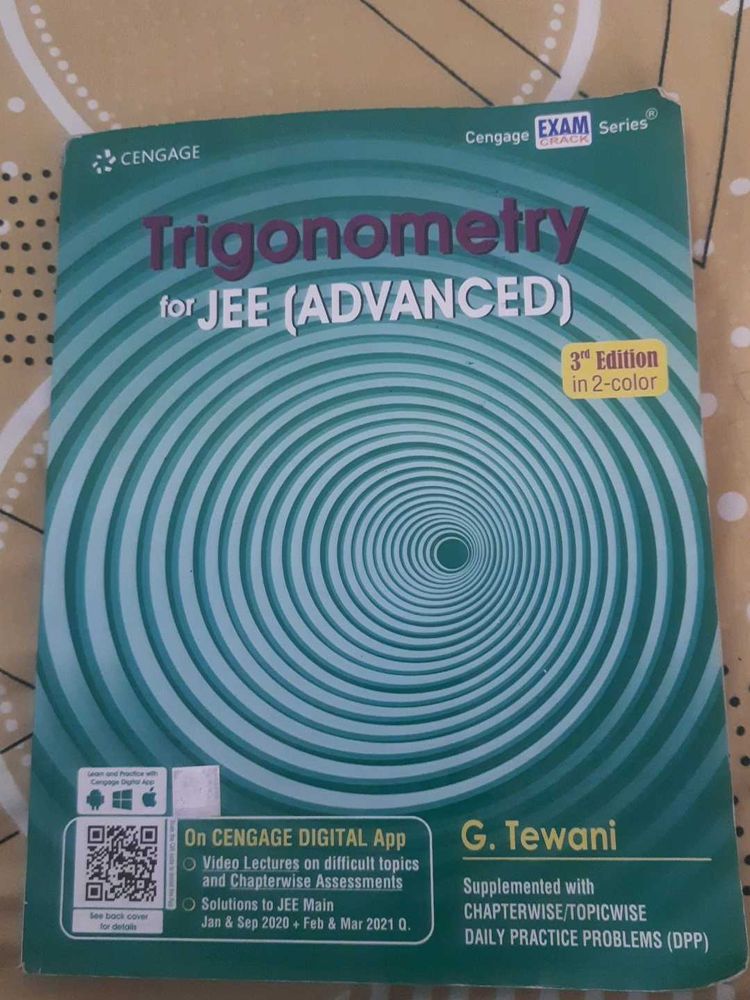 CENGAGE
Cengage EXAM CRACK Series®
Trigonometry
for JEE (ADVANCED)
3rd Edition
in 2-color
Learn and Practice with
Cengage Digital App
See back cover
for details
On CENGAGE DIGITAL App
Video Lectures on difficult topics
and Chapterwise Assessments
Solutions to JEE Main
Jan & Sep 2020 + Feb & Mar 2021 Q.
G. Tewani
Supplemented with
CHAPTERWISE/TOPICWISE
DAILY PRACTICE PROBLEMS (DPP)